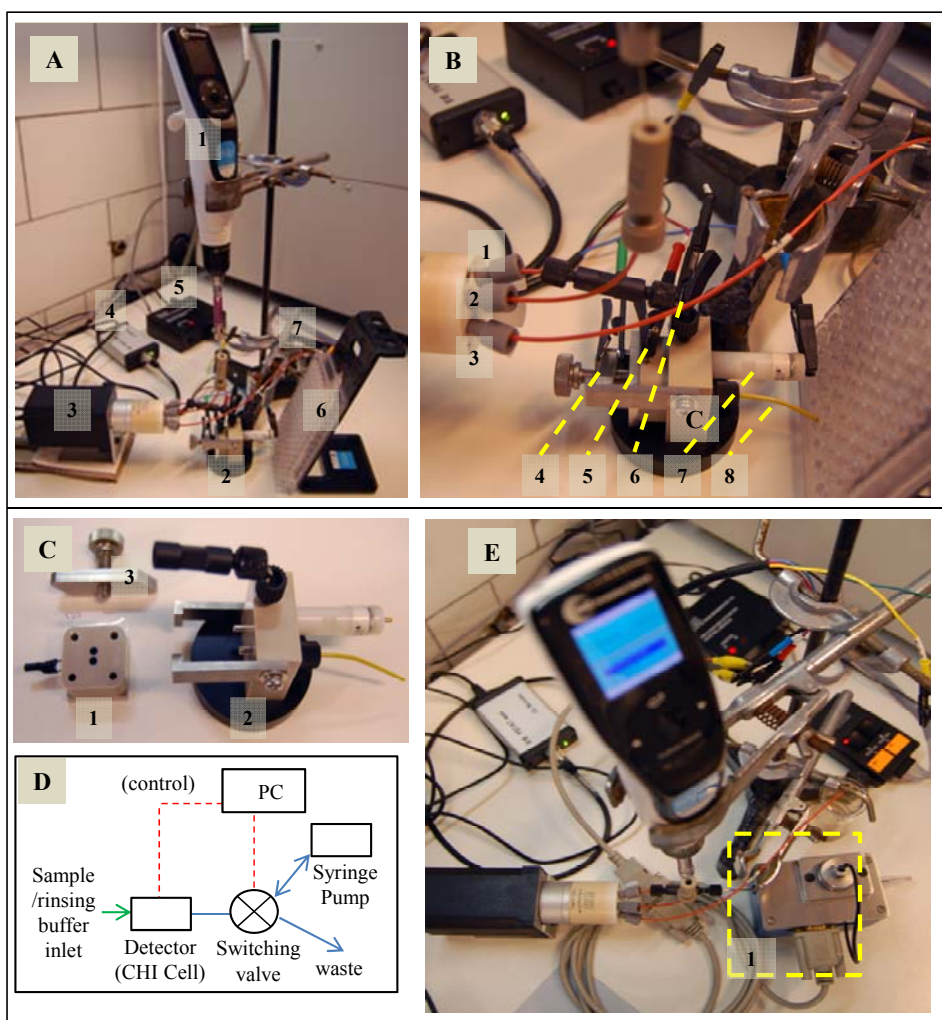 A
1
5
4
7
3
6
2
B
1
2
3
C
4
5
6
7
8
C
3
1
2
D
(control)
PC
Sample
/rinsing
buffer
inlet
Detector
(CHI Cell)
Switching
valve
Syringe
Pump
waste
E
1